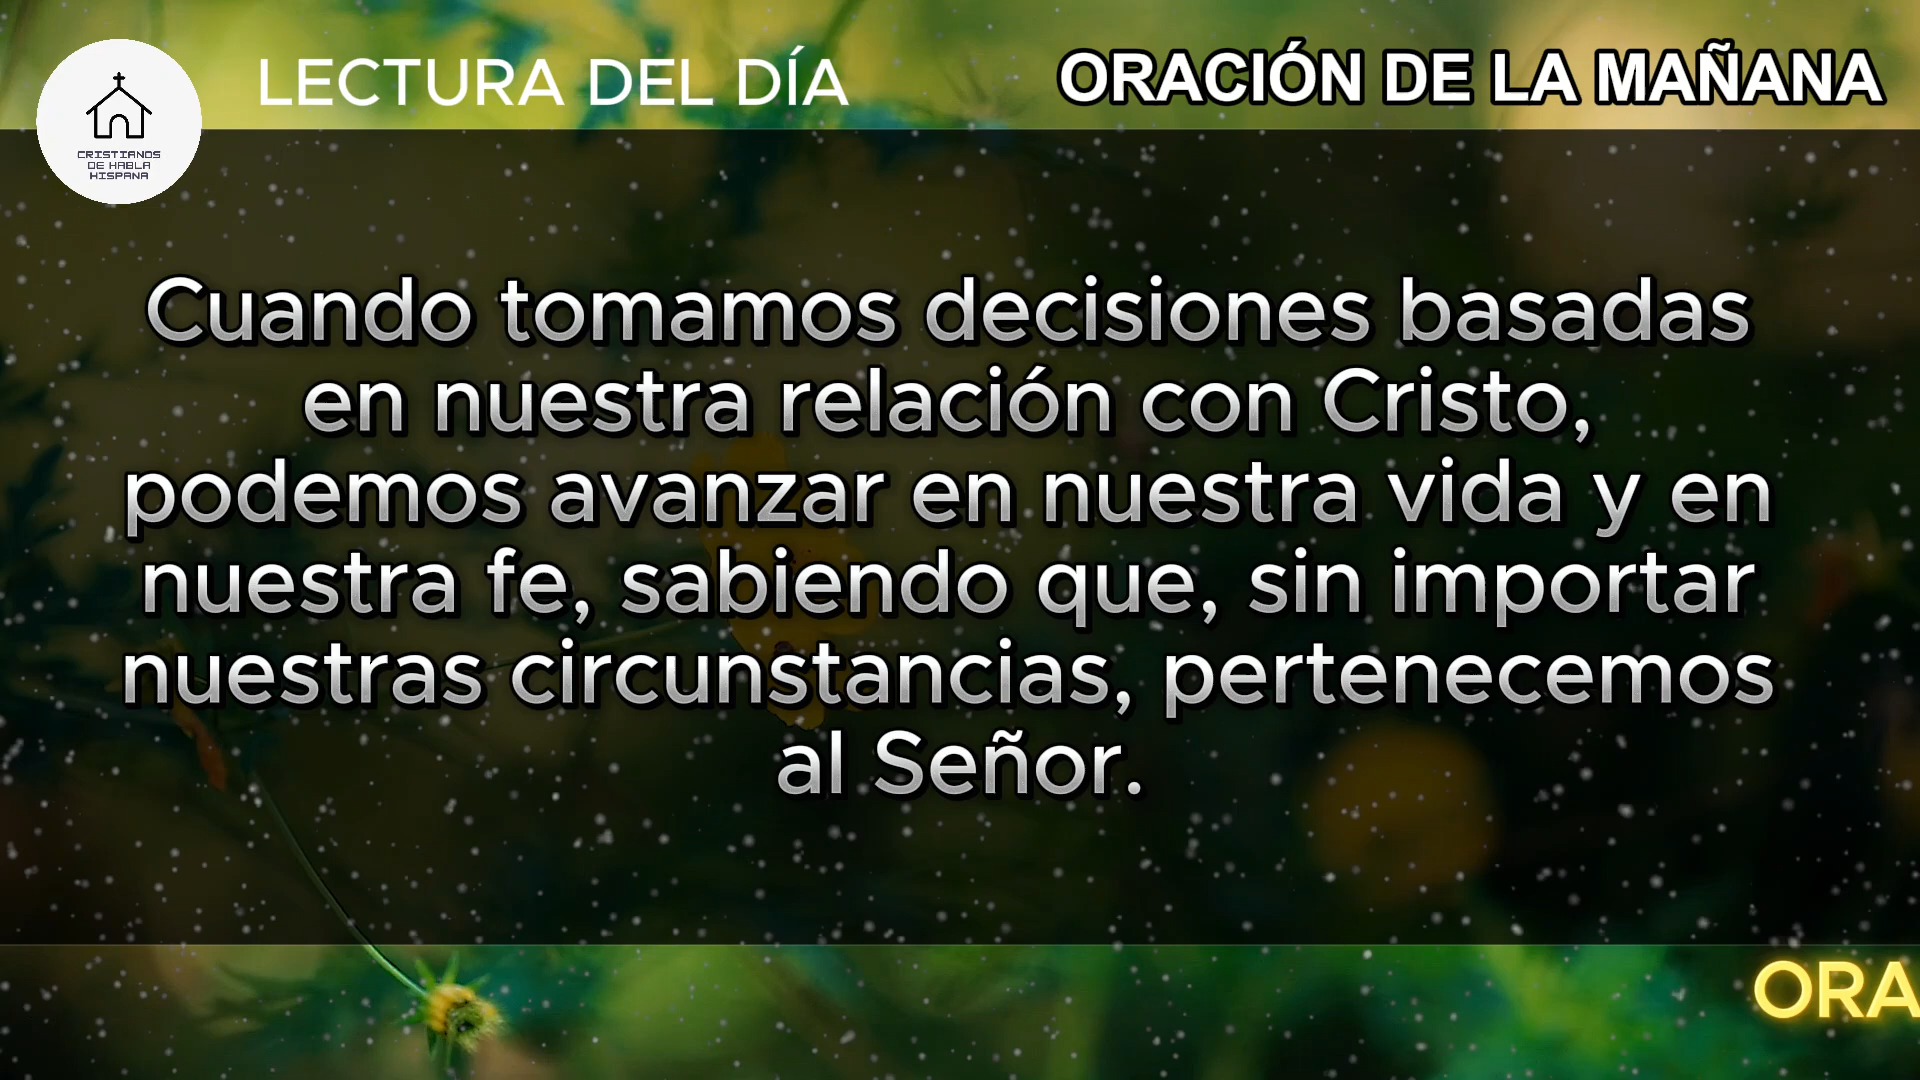 LECTURA DEL DÍA
ORACIÓN DE LA MAÑANA
CRISTIANOS
DE HABLA
HISPANA
Cuando tomamos decisiones basadas
en nuestra relación con Cristo,
podemos avanzar en nuestra vida y en
nuestra fe, sabiendo que, sin importar
nuestras circunstancias, pertenecemos
al Señor.
ORA